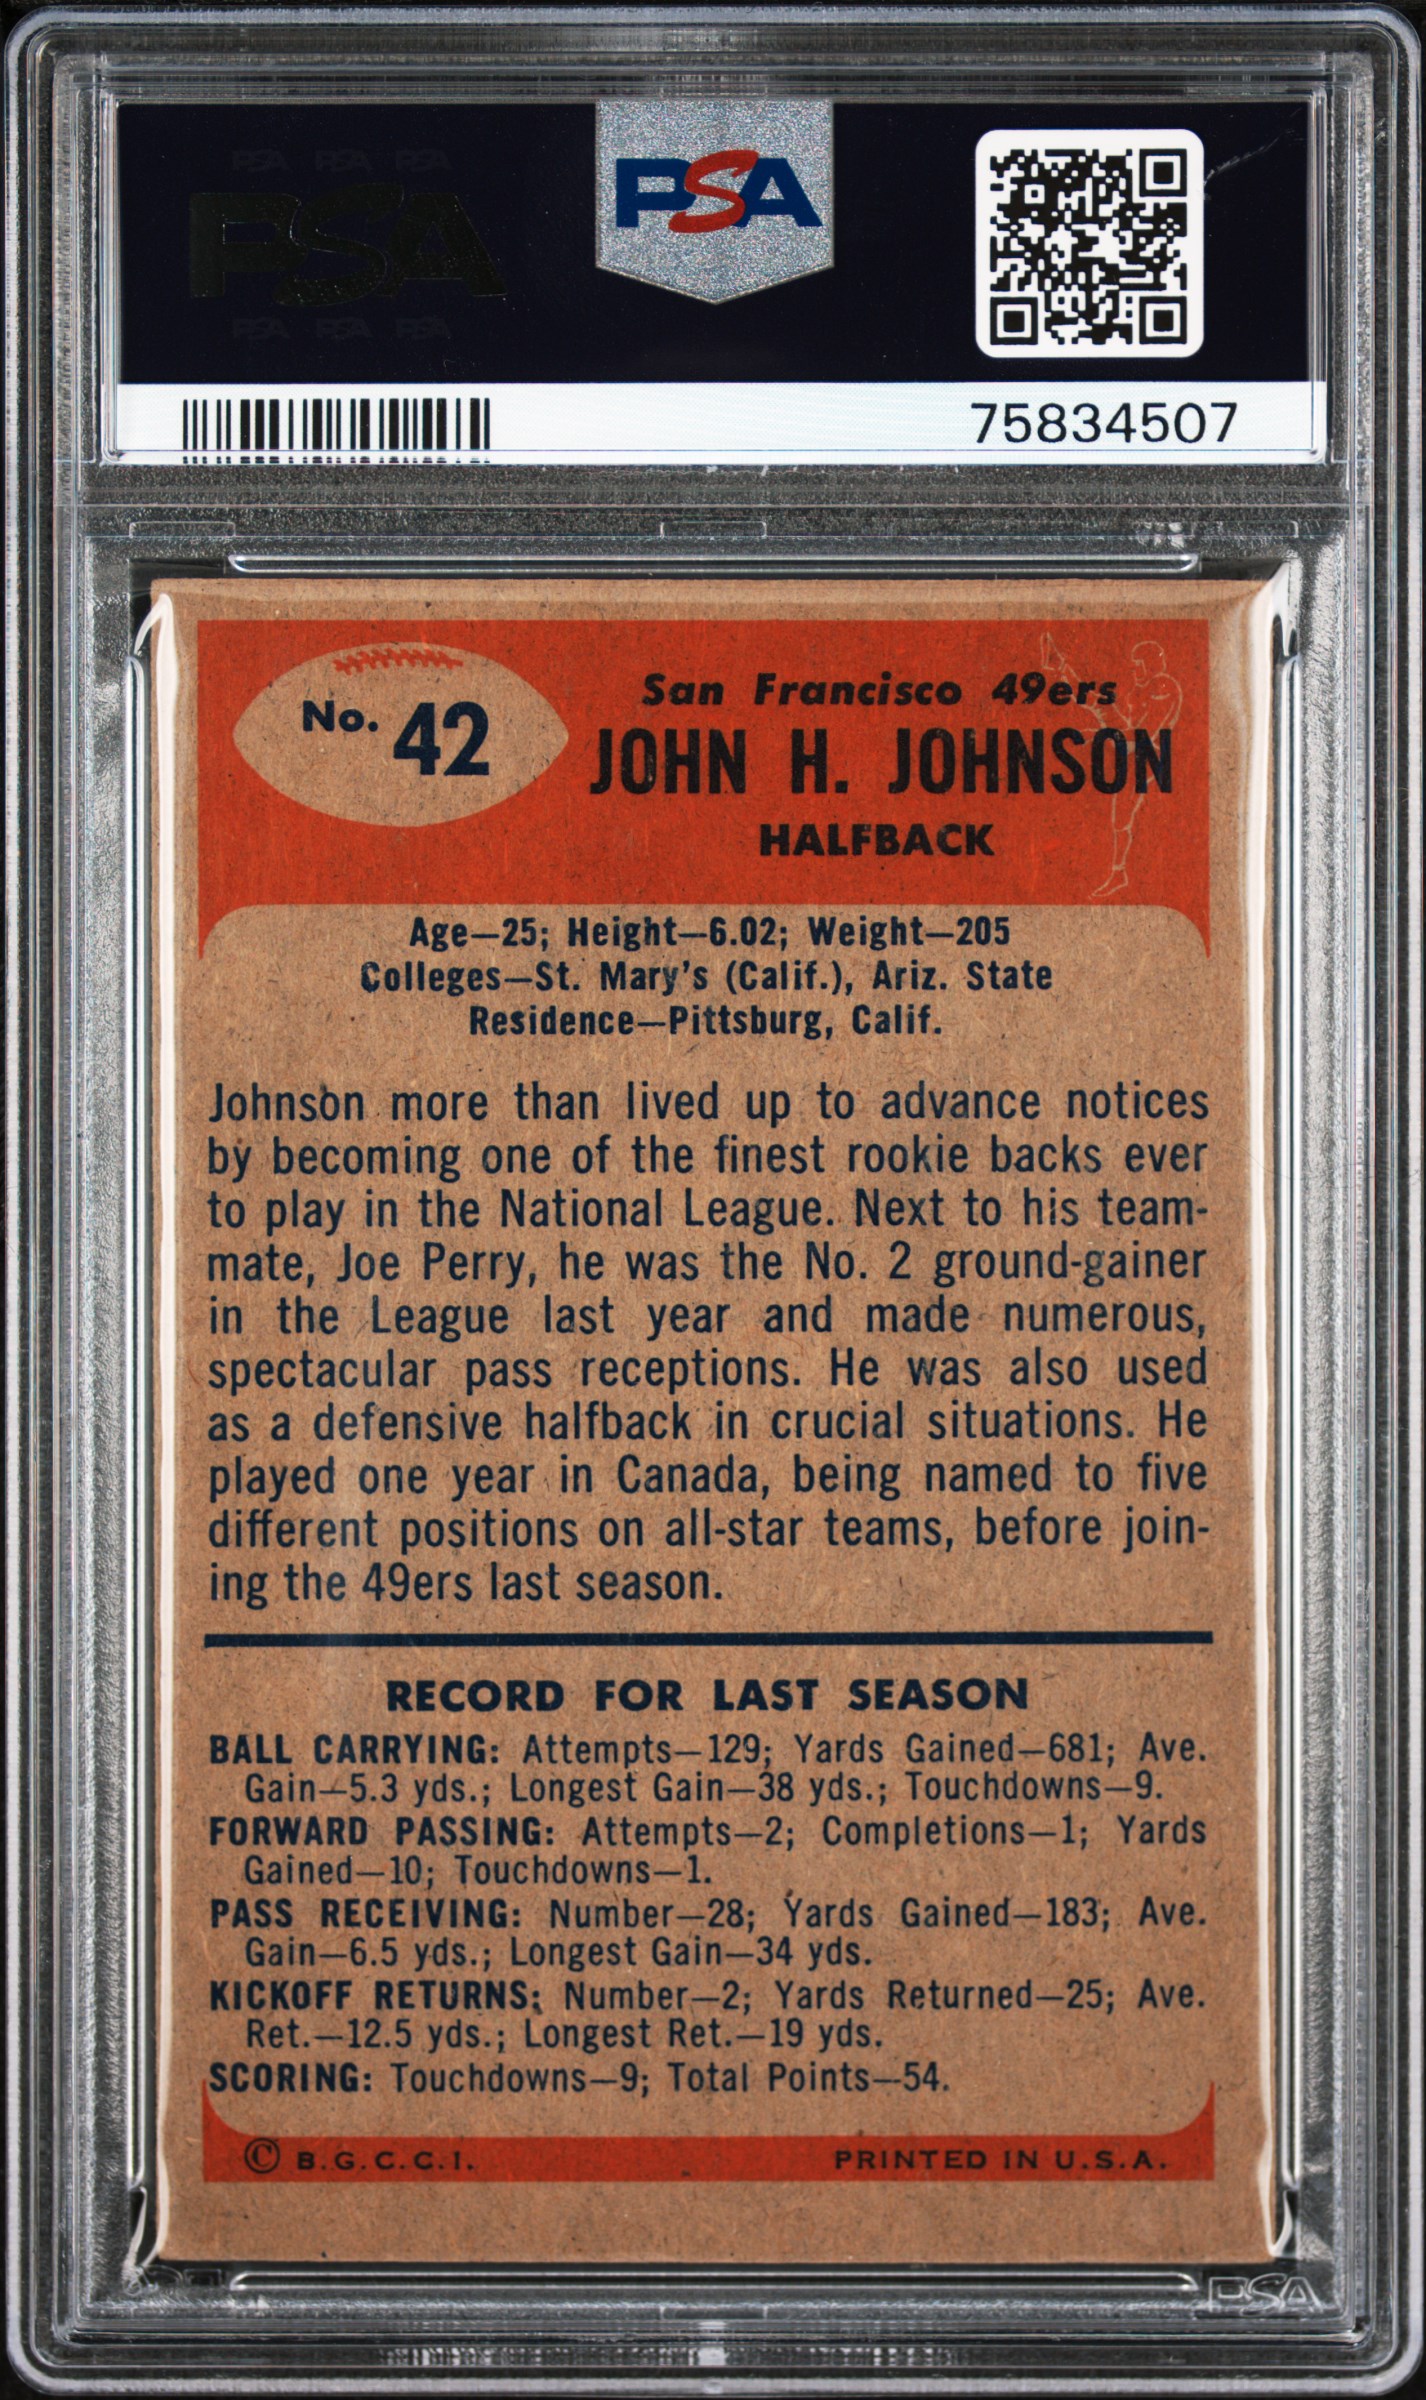 PSA PSA PSA
PSA
PSA PSA PSA
PSA
75834507
No. 42
San Francisco 49ers
JOHN H. JOHNSON
HALFBACK
Age—25; Height—6.02; Weight—205
Colleges—St. Mary's (Calif.), Ariz. State
Residence—Pittsburg, Calif.
Johnson more than lived up to advance notices
by becoming one of the finest rookie backs ever
to play in the National League. Next to his team-
mate, Joe Perry, he was the No. 2 ground-gainer
in the League last year and made numerous,
spectacular pass receptions. He was also used
as a defensive halfback in crucial situations. He
played one year in Canada, being named to five
different positions on all-star teams, before join-
ing the 49ers last season.
RECORD FOR LAST SEASON
BALL CARRYING: Attempts—129; Yards Gained—681; Ave.
Gain—5.3 yds.; Longest Gain—38 yds.; Touchdowns—9.
FORWARD PASSING: Attempts—2; Completions—1; Yards
Gained—10; Touchdowns—1.
PASS RECEIVING: Number—28; Yards Gained—183; Ave.
Gain—6.5 yds.; Longest Gain—34 yds.
KICKOFF RETURNS: Number—2; Yards Returned—25; Ave.
Ret.—12.5 yds.; Longest Ret.—19 yds.
SCORING: Touchdowns—9; Total Points—54.
© B.G.C.C.I. PRINTED IN U.S.A.
PSA